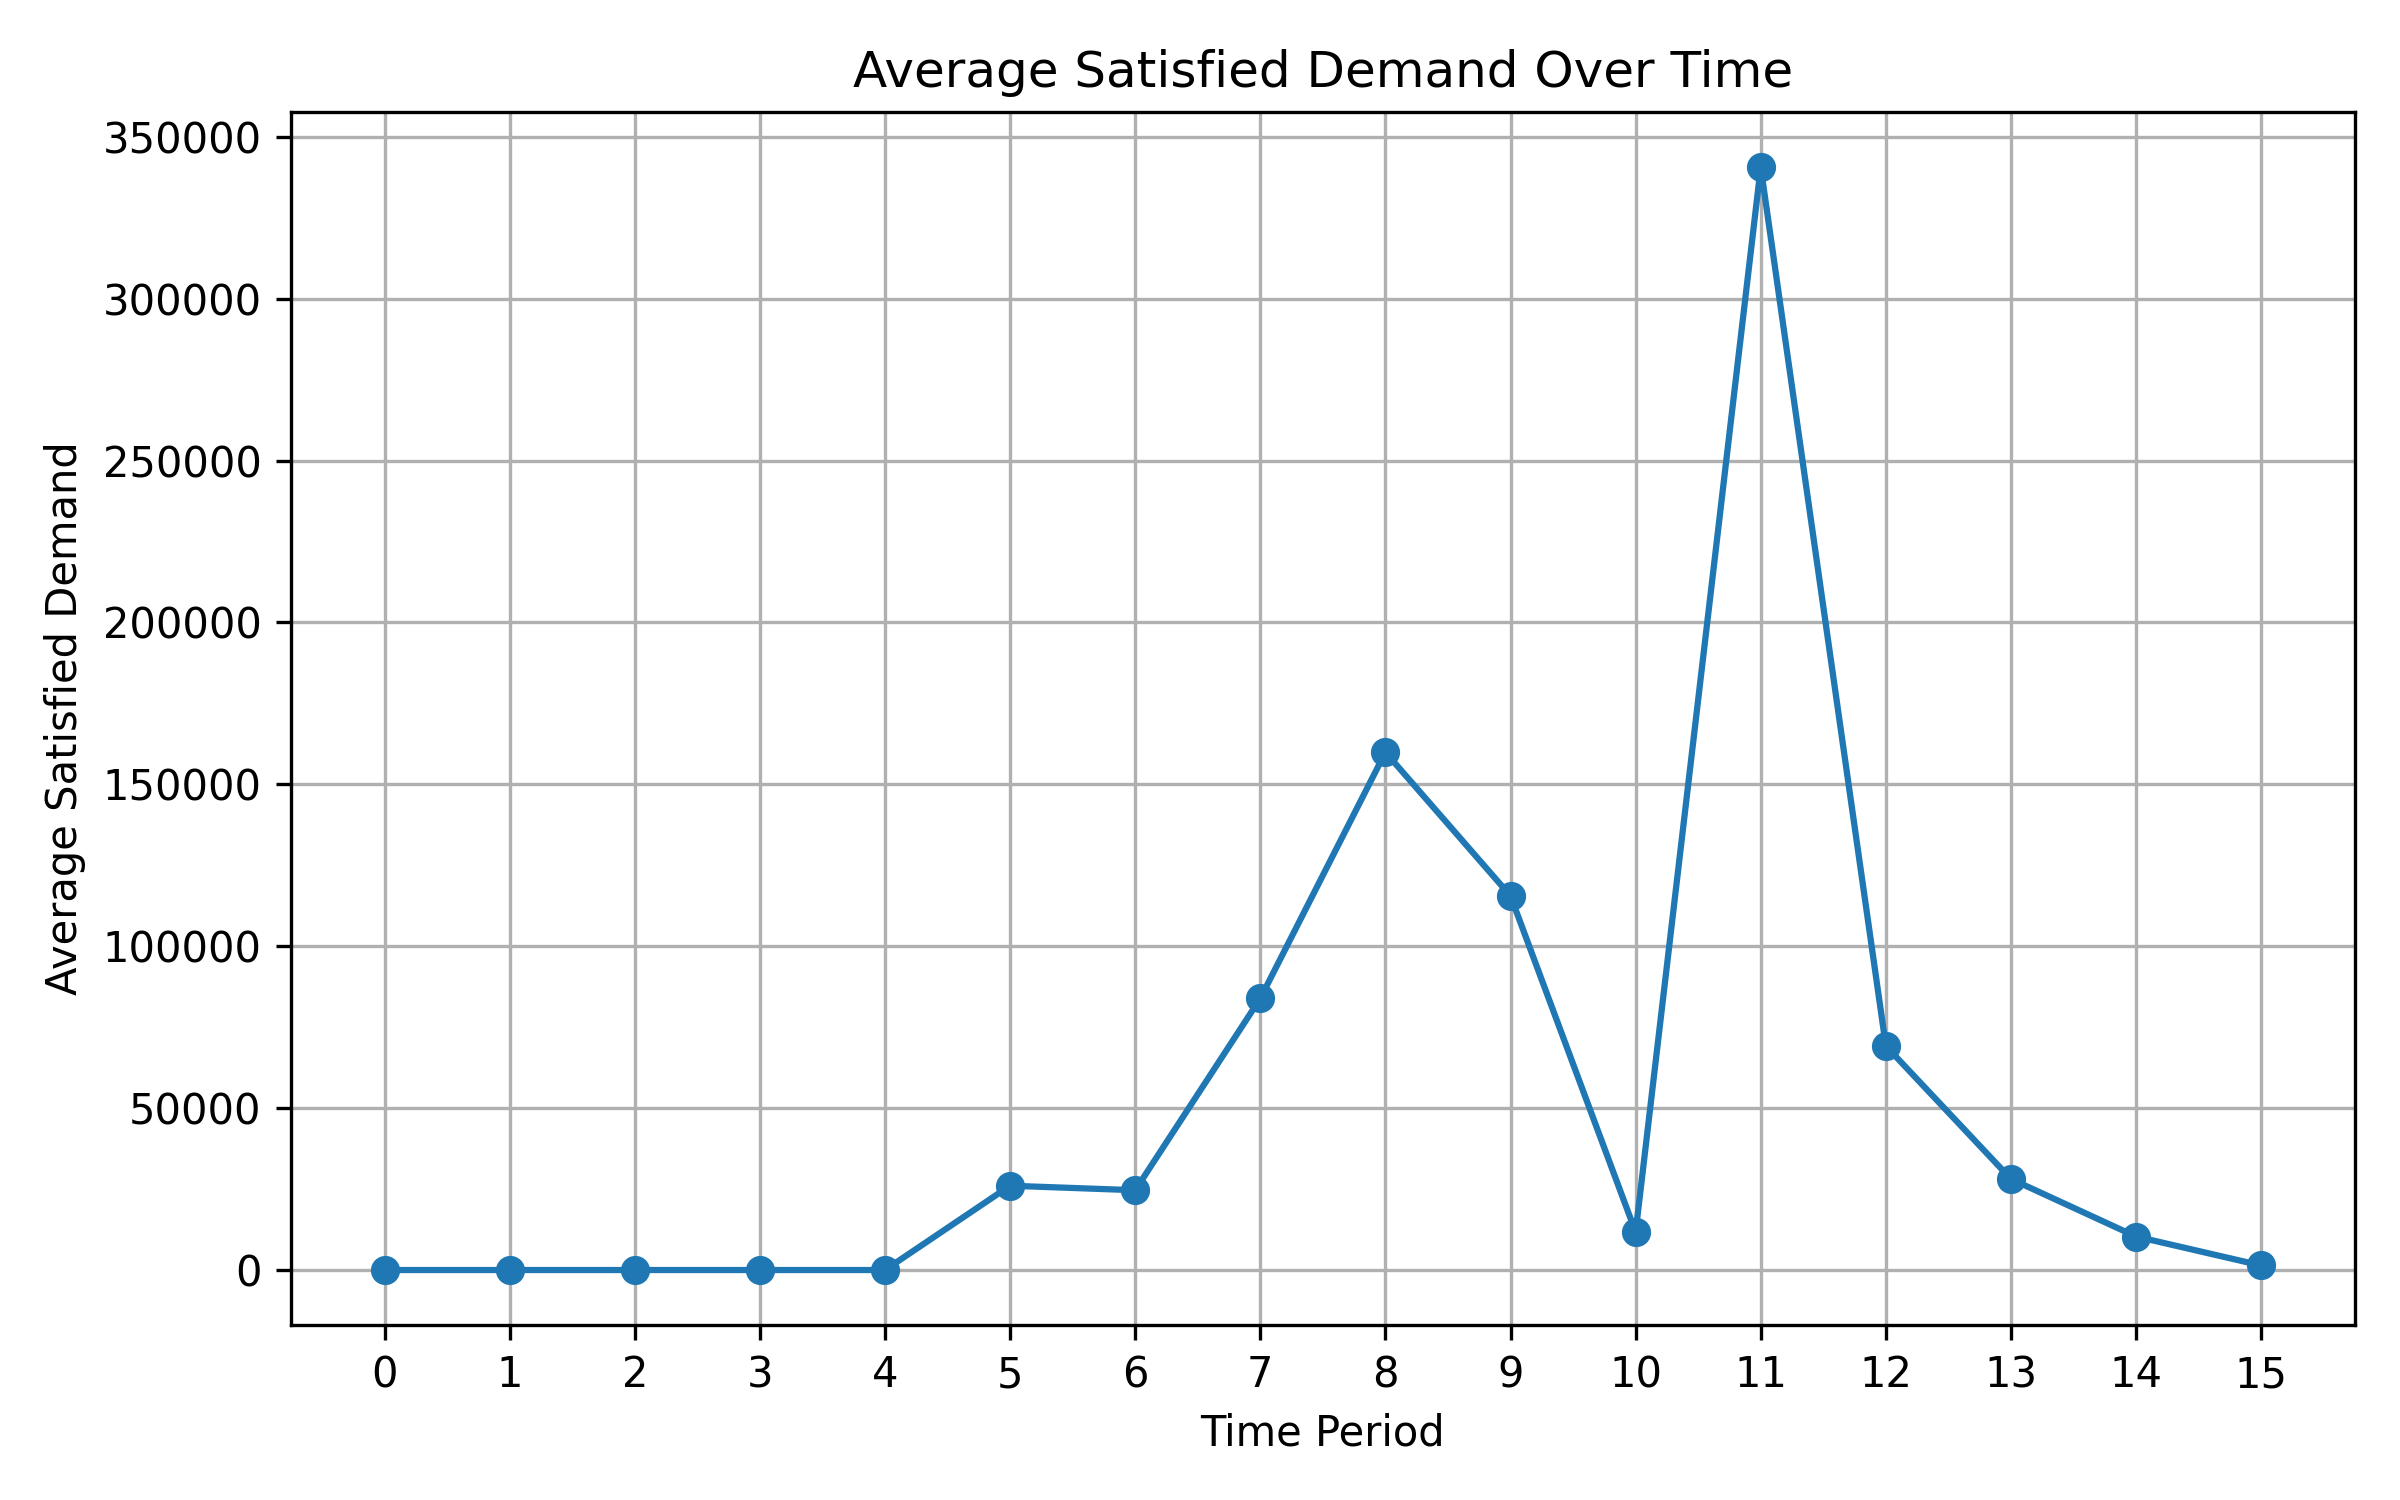 Average Satisfied Demand Over Time
350000
300000
250000
200000
150000
100000
50000
0
Average Satisfied Demand
0 1 2 3 4 5 6 7 8 9 10 11 12 13 14 15
Time Period